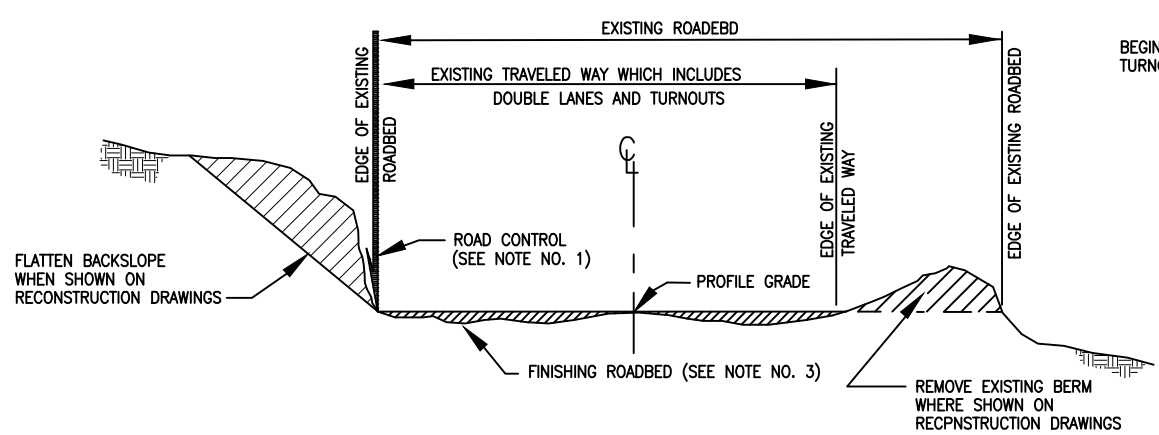 EXISTING ROADEBD
EXISTING TRAVELED WAY WHICH INCLUDES
DOUBLE LANES AND TURNOUTS
EDGE OF EXISTING
ROADBED
℄
EDGE OF EXISTING
TRAVELED WAY
EDGE OF EXISTING ROADBED
BEGIN
ROAD CONTROL
(SEE NOTE NO. 1)
PROFILE GRADE
FLATTEN BACKSLOPE
WHEN SHOWN ON
RECONSTRUCTION DRAWINGS
FINISHING ROADBED (SEE NOTE NO. 3)
REMOVE EXISTING BERM
WHERE SHOWN ON
RECPNSTRUCTION DRAWINGS